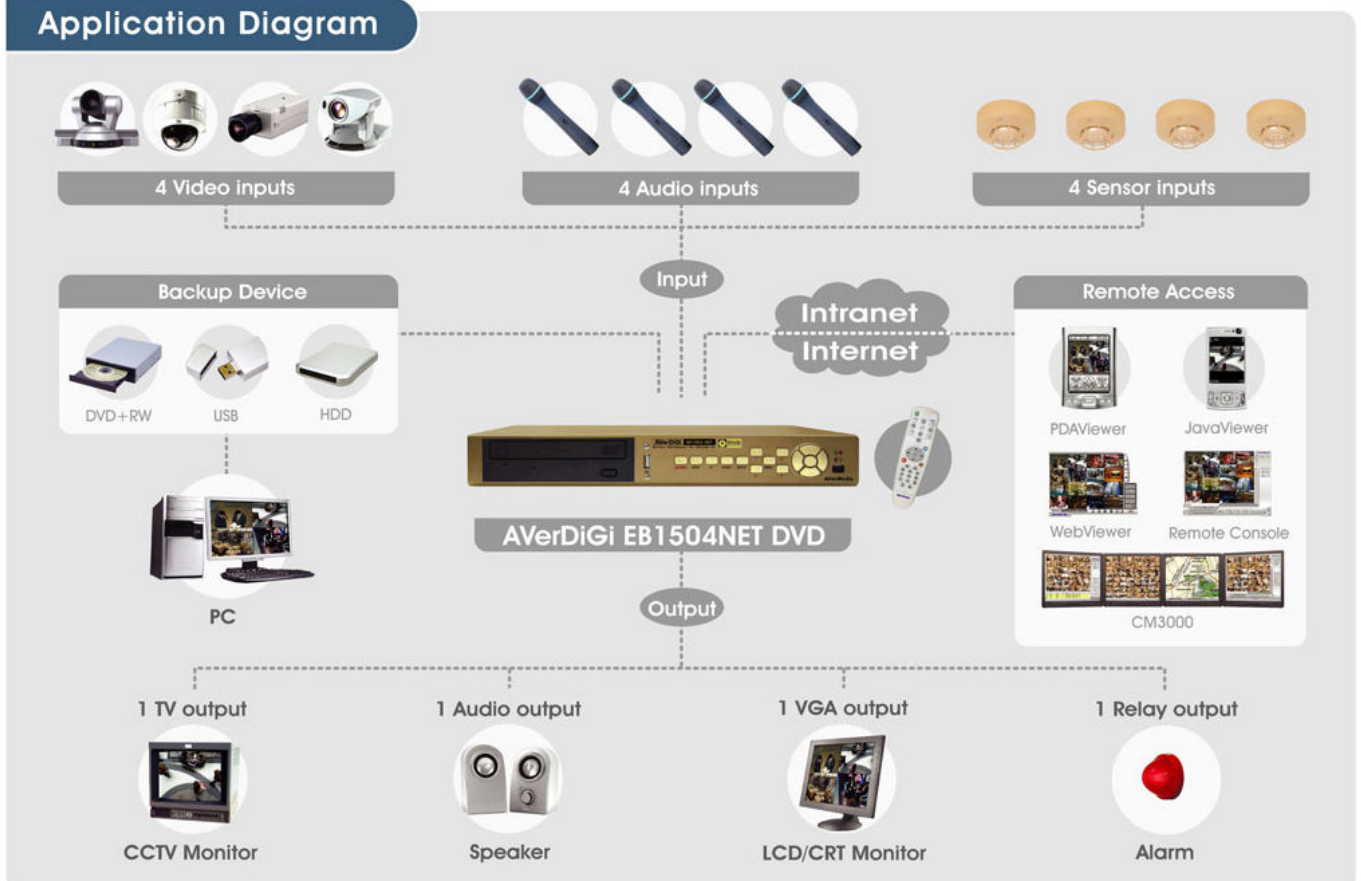 Application Diagram
4 Video inputs
4 Audio inputs
4 Sensor inputs
Input
Backup Device
DVD+RW
USB
HDD
PC
Intranet
Internet
Remote Access
PDAViewer
JavaViewer
WebViewer
Remote Console
CM3000
AVerDiGi EB1504NET DVD
Output
1 TV output
1 Audio output
1 VGA output
1 Relay output
CCTV Monitor
Speaker
LCD/CRT Monitor
Alarm